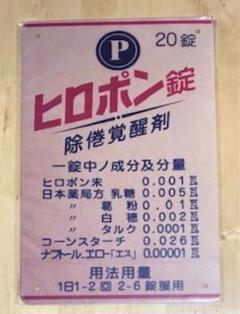 P
20錠
ヒロポン錠
除倦覚醒剤
一錠中ノ成分及分量
ヒロポン末 0.001瓦
日本薬局方 乳糖 0.005瓦
〃 葛粉 0.01瓦
〃 白糖 0.002瓦
〃 タルク 0.0001瓦
コーンスターチ 0.026瓦
ナフトール.エロー「エス」 0.00001瓦
用法用量
1日1-2回 2-6錠服用